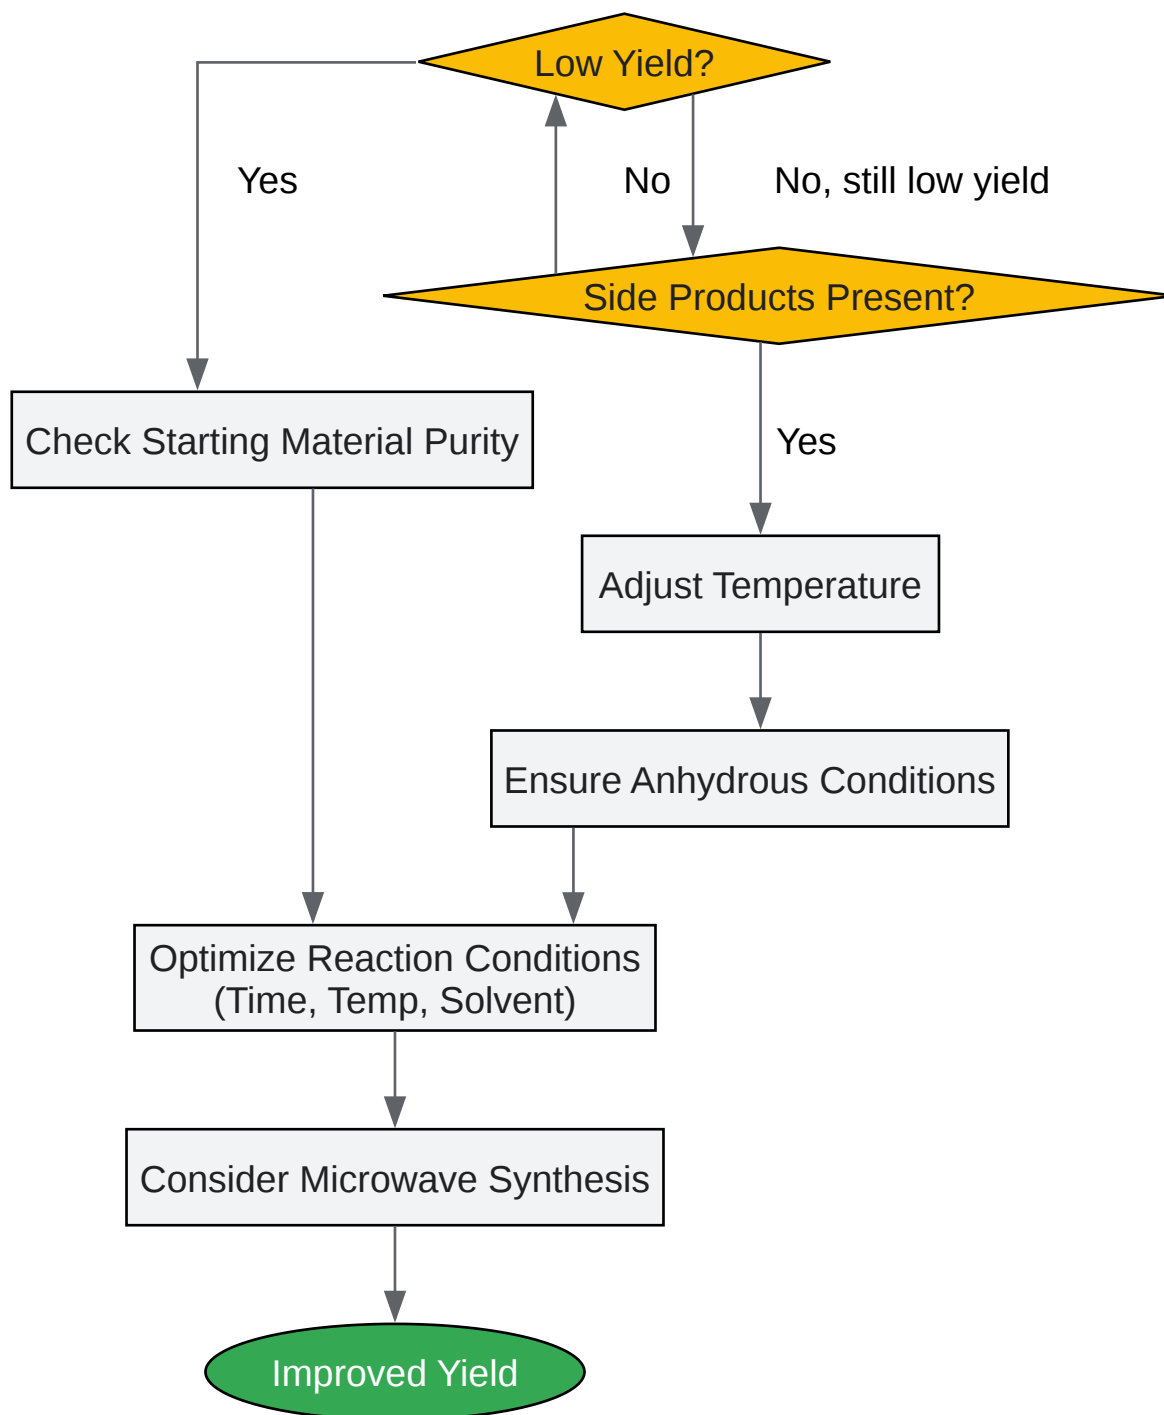 Low Yield?
Yes
No
No, still low yield
Side Products Present?
Check Starting Material Purity
Yes
Adjust Temperature
Ensure Anhydrous Conditions
Optimize Reaction Conditions
(Time, Temp, Solvent)
Consider Microwave Synthesis
Improved Yield